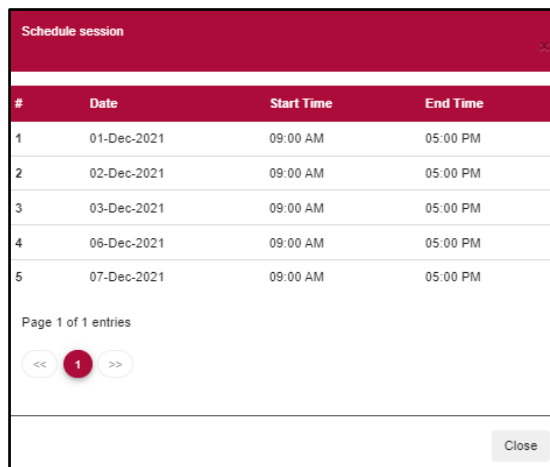 Schedule session
×
# Date Start Time End Time
1 01-Dec-2021 09:00 AM 05:00 PM
2 02-Dec-2021 09:00 AM 05:00 PM
3 03-Dec-2021 09:00 AM 05:00 PM
4 06-Dec-2021 09:00 AM 05:00 PM
5 07-Dec-2021 09:00 AM 05:00 PM
Page 1 of 1 entries
<< 1 >>
Close